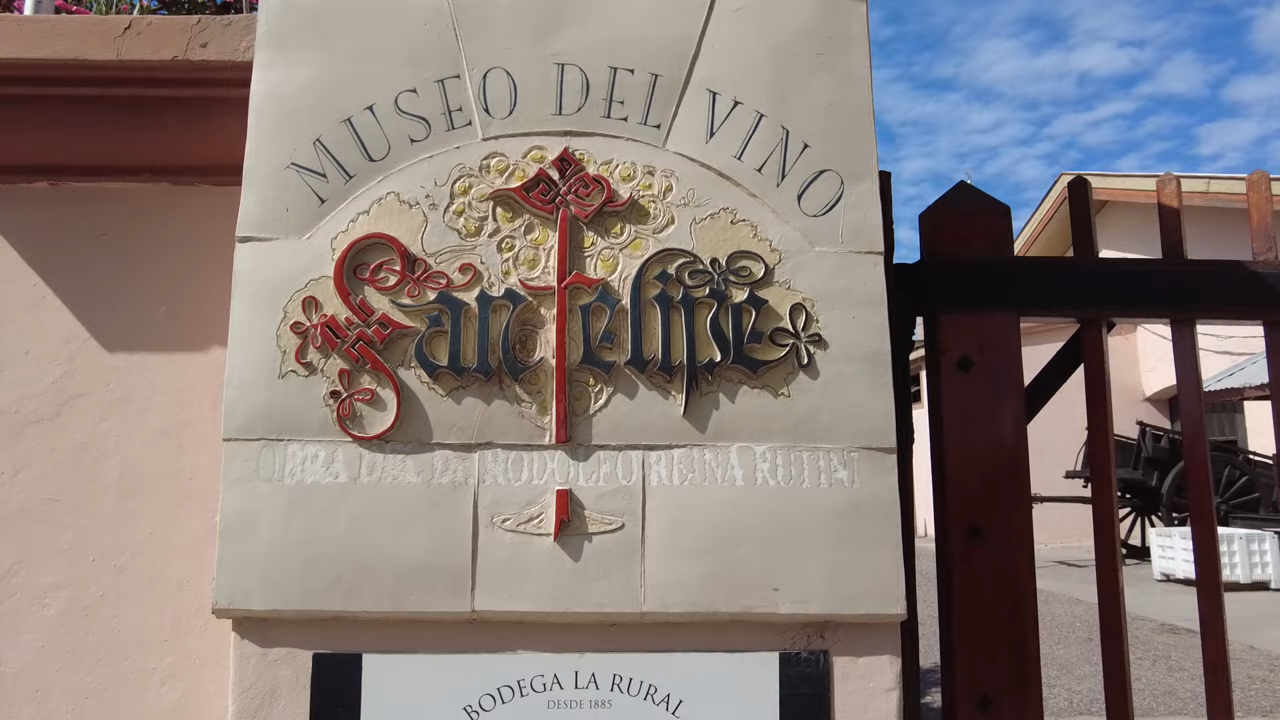 MUSEO DEL VINO
San Felipe
OBRA DEL Dr. RODOLFO REINA RUTINI
BODEGA LA RURAL
DESDE 1885